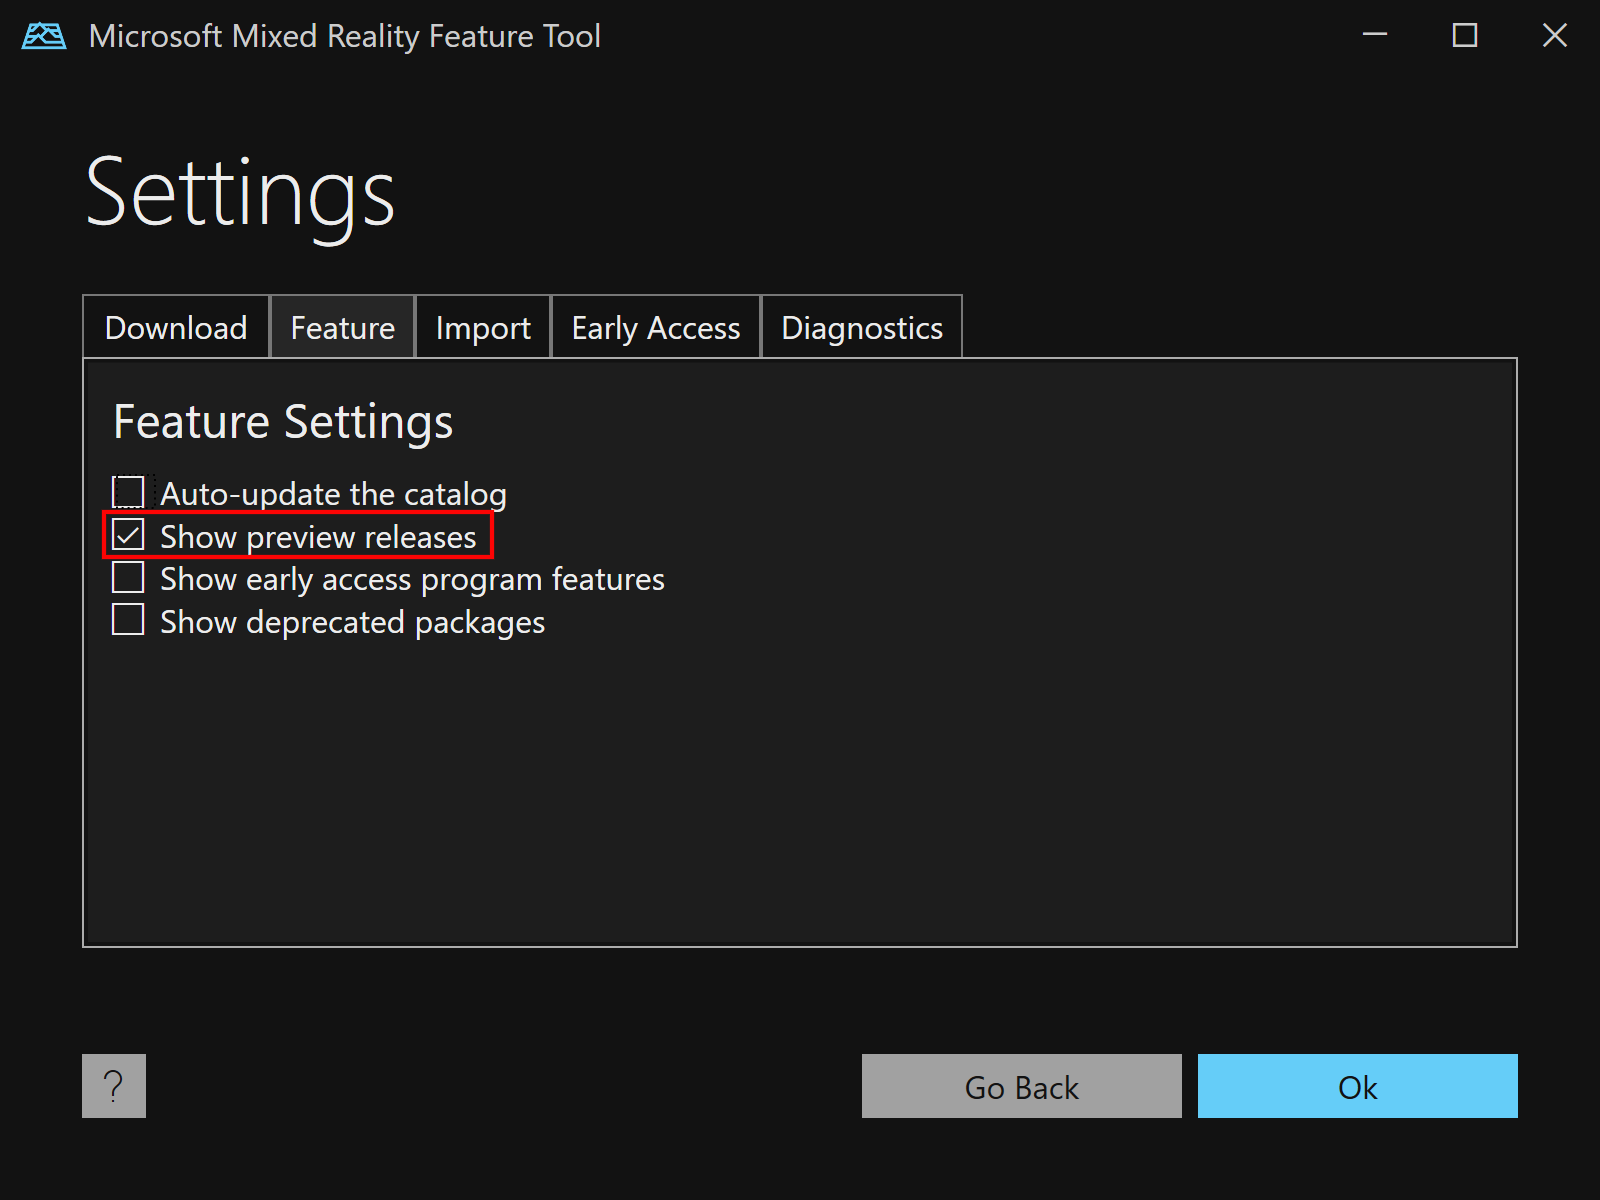 Microsoft Mixed Reality Feature Tool
Settings
Download Feature Import Early Access Diagnostics
Feature Settings
Auto-update the catalog
Show preview releases
Show early access program features
Show deprecated packages
? Go Back Ok